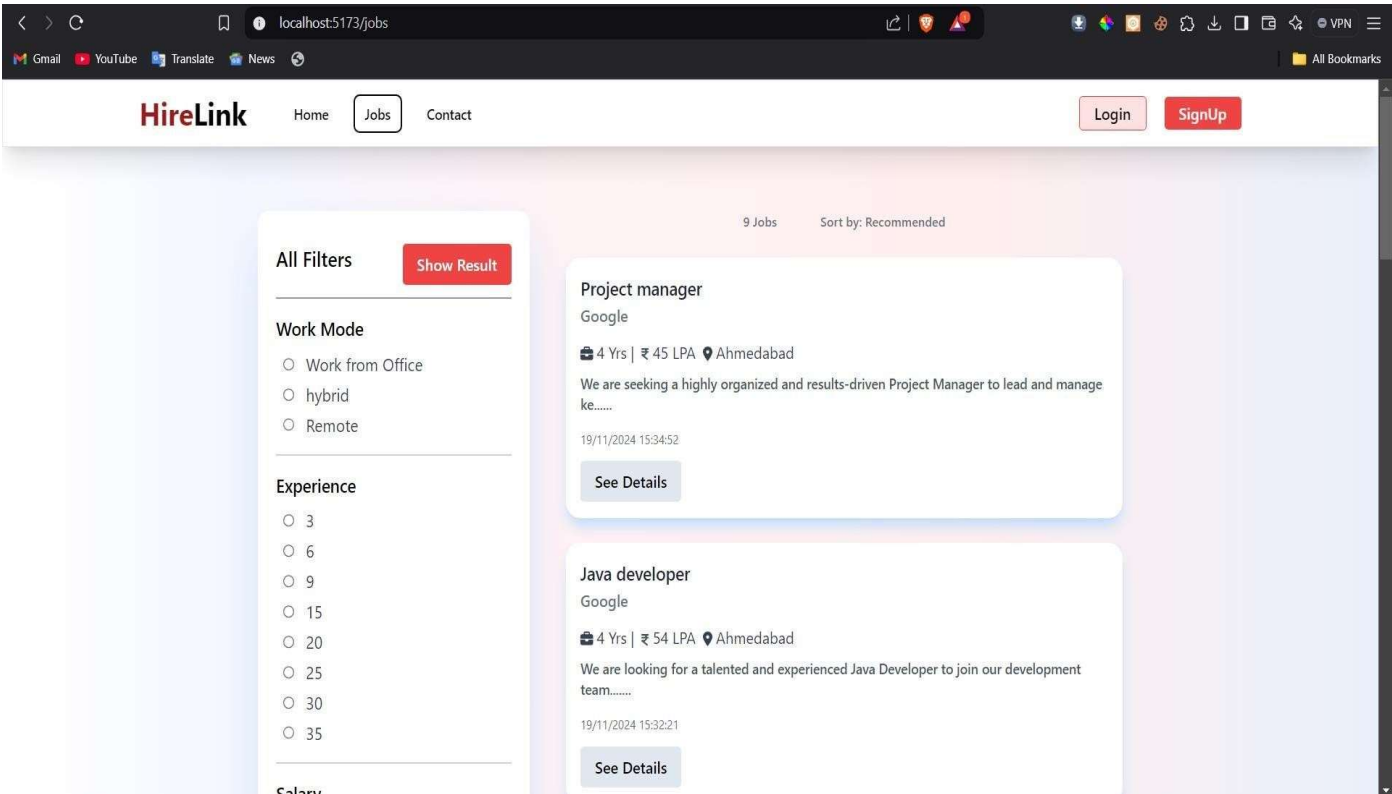 localhost:5173/jobs
VPN
Gmail
YouTube
Translate
News
All Bookmarks
HireLink
Home
Jobs
Contact
Login
SignUp
All Filters
Show Result
Work Mode
Work from Office
hybrid
Remote
Experience
3
6
9
15
20
25
30
35
Salary
9 Jobs
Sort by: Recommended
Project manager
Google
4 Yrs | ₹ 45 LPA Ahmedabad
We are seeking a highly organized and results-driven Project Manager to lead and manage
ke......
19/11/2024 15:34:52
See Details
Java developer
Google
4 Yrs | ₹ 54 LPA Ahmedabad
We are looking for a talented and experienced Java Developer to join our development
team.......
19/11/2024 15:32:21
See Details